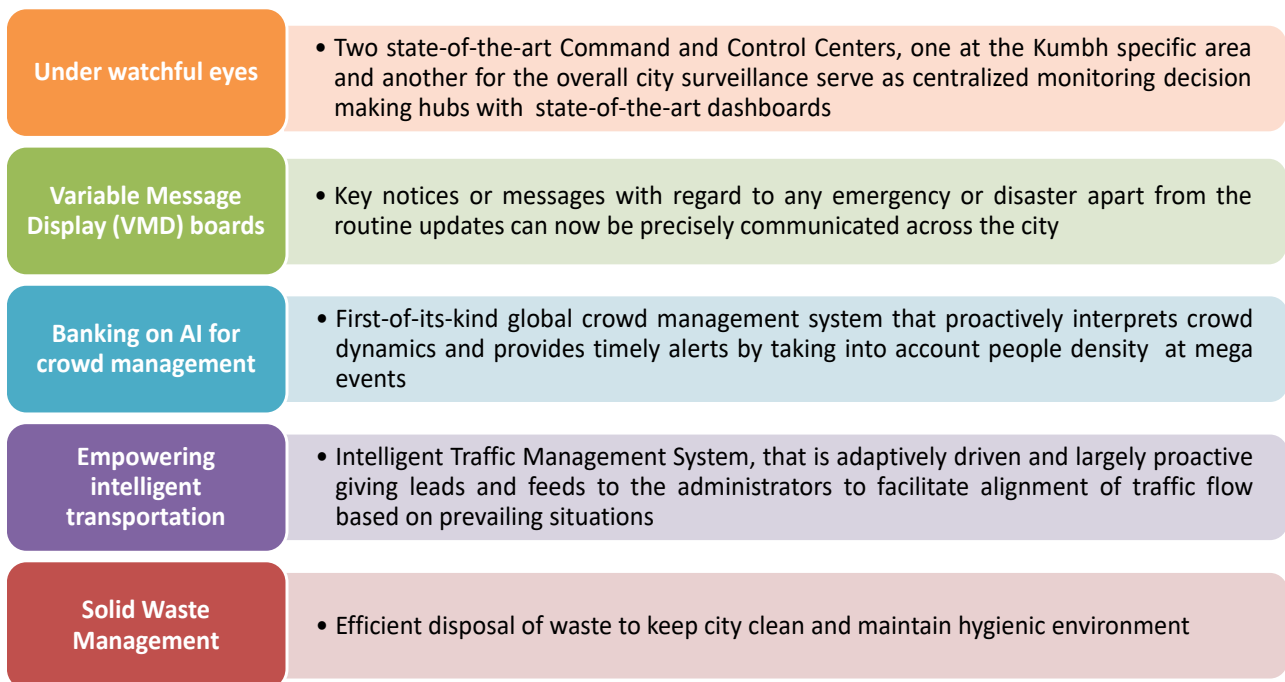 Under watchful eyes
• Two state-of-the-art Command and Control Centers, one at the Kumbh specific area
and another for the overall city surveillance serve as centralized monitoring decision
making hubs with state-of-the-art dashboards
Variable Message
Display (VMD) boards
• Key notices or messages with regard to any emergency or disaster apart from the
routine updates can now be precisely communicated across the city
Banking on AI for
crowd management
• First-of-its-kind global crowd management system that proactively interprets crowd
dynamics and provides timely alerts by taking into account people density at mega
events
Empowering
intelligent
transportation
• Intelligent Traffic Management System, that is adaptively driven and largely proactive
giving leads and feeds to the administrators to facilitate alignment of traffic flow
based on prevailing situations
Solid Waste
Management
• Efficient disposal of waste to keep city clean and maintain hygienic environment